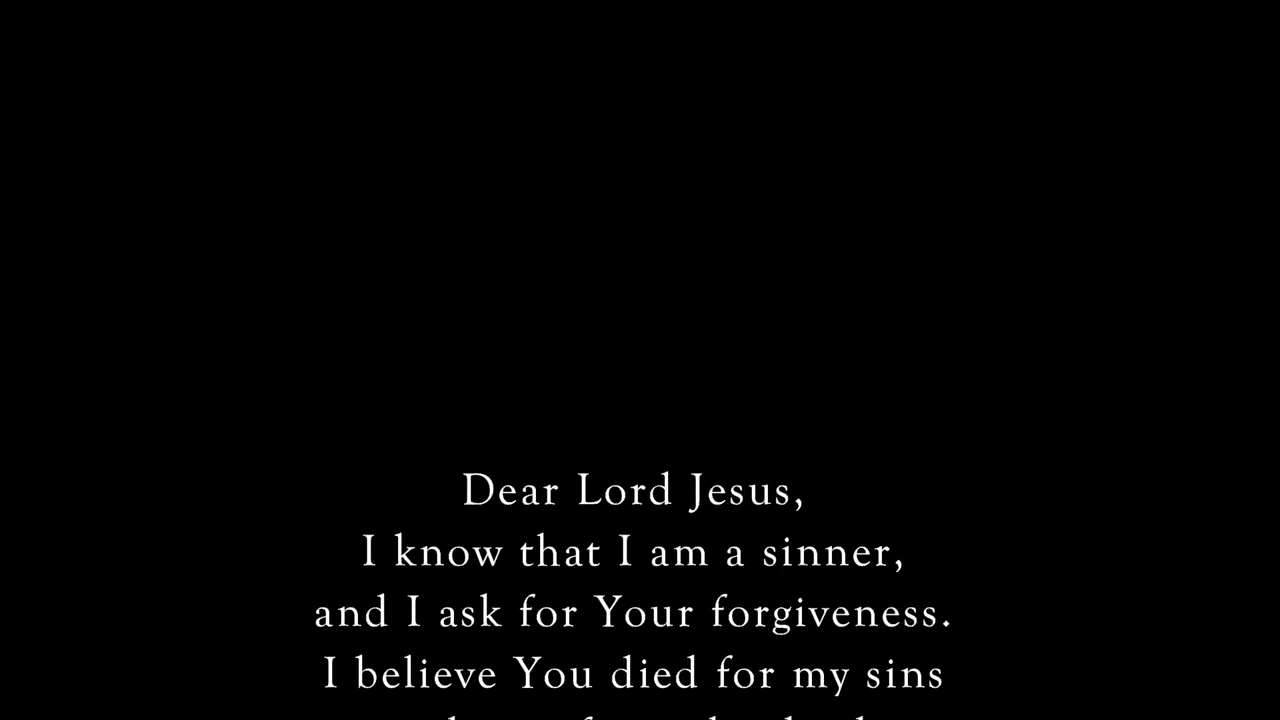 Dear Lord Jesus,
I know that I am a sinner,
and I ask for Your forgiveness.
I believe You died for my sins